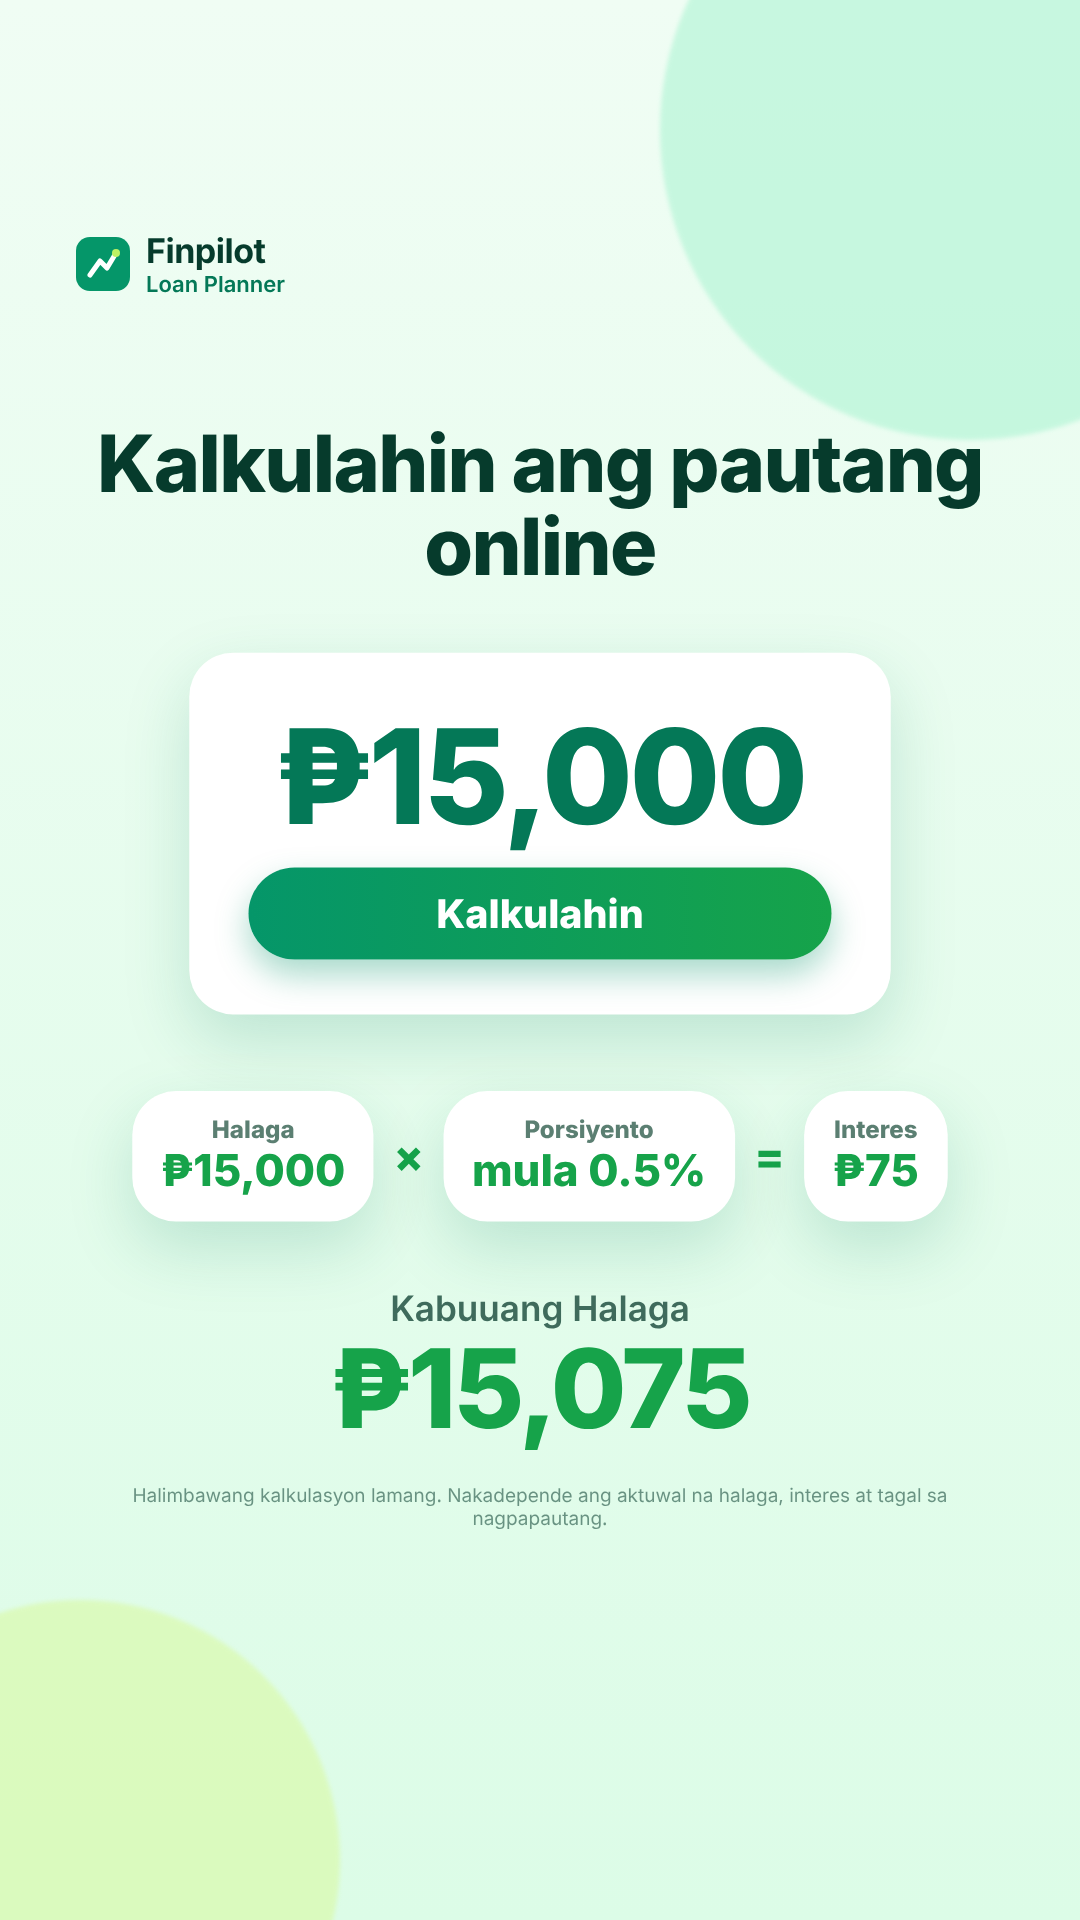 Finpilot
Loan Planner
Kalkulahin ang pautang
online
₱15,000
Kalkulahin
Halaga
₱15,000
×
Porsiyento
mula 0.5%
=
Interes
₱75
Kabuuang Halaga
₱15,075
Halimbawang kalkulasyon lamang. Nakadepende ang aktuwal na halaga, interes at tagal sa
nagpapautang.